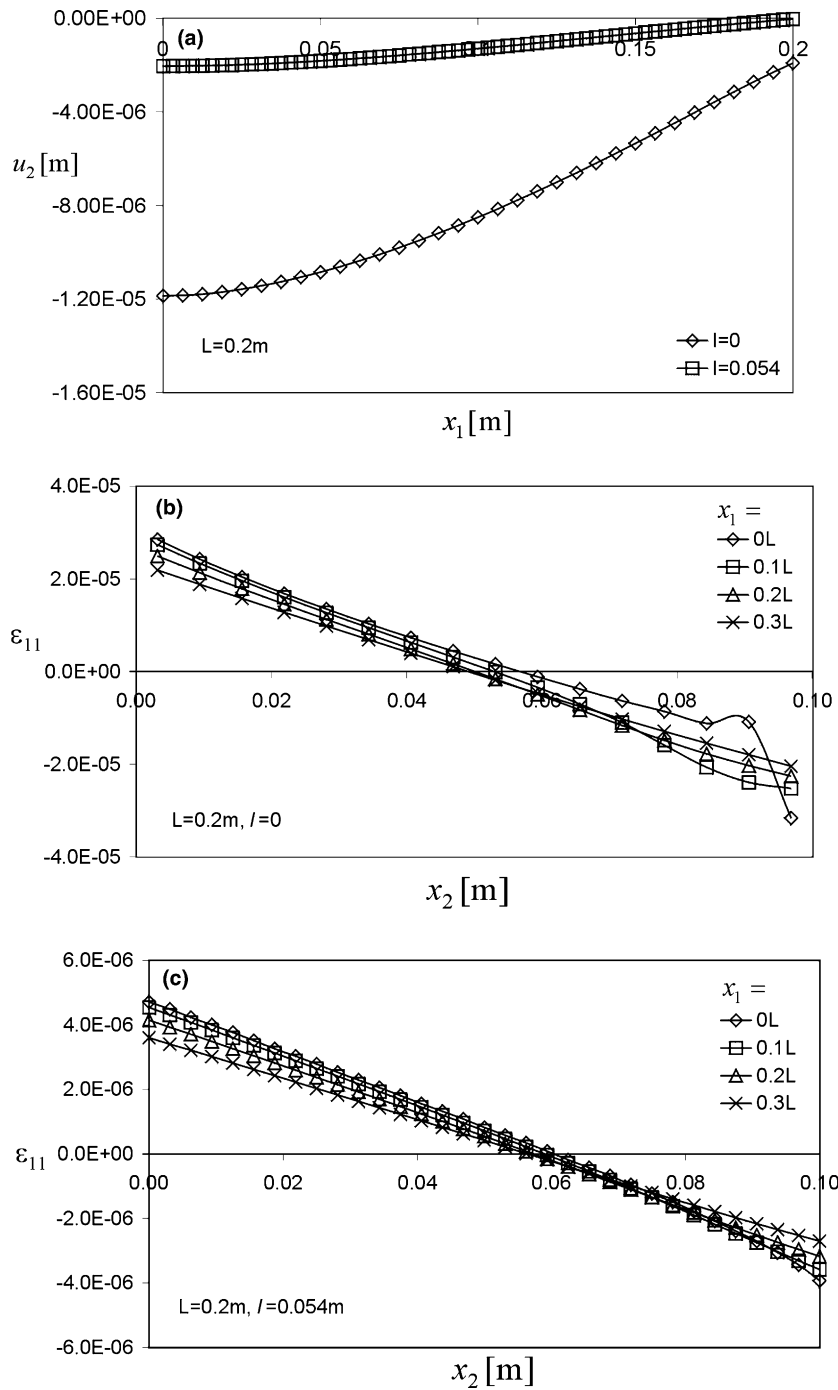 0.00E+00
(a)
0 0.05 0.15 0.2
-4.00E-06
u2 [m]
-8.00E-06
-1.20E-05
L=0.2m
l=0
l=0.054
-1.60E-05
x1 [m]
4.0E-05
(b)
x1 =
0L
0.1L
2.0E-05
0.2L
0.3L
ε11
0.0E+00
0.00 0.02 0.04 0.06 0.08 0.10
-2.0E-05
L=0.2m, l=0
-4.0E-05
x2 [m]
6.0E-06
(c)
x1 =
0L
4.0E-06
0.1L
0.2L
0.3L
2.0E-06
ε11
0.0E+00
0.00 0.02 0.04 0.06 0.08 0.10
-2.0E-06
-4.0E-06
L=0.2m, l=0.054m
-6.0E-06
x2 [m]